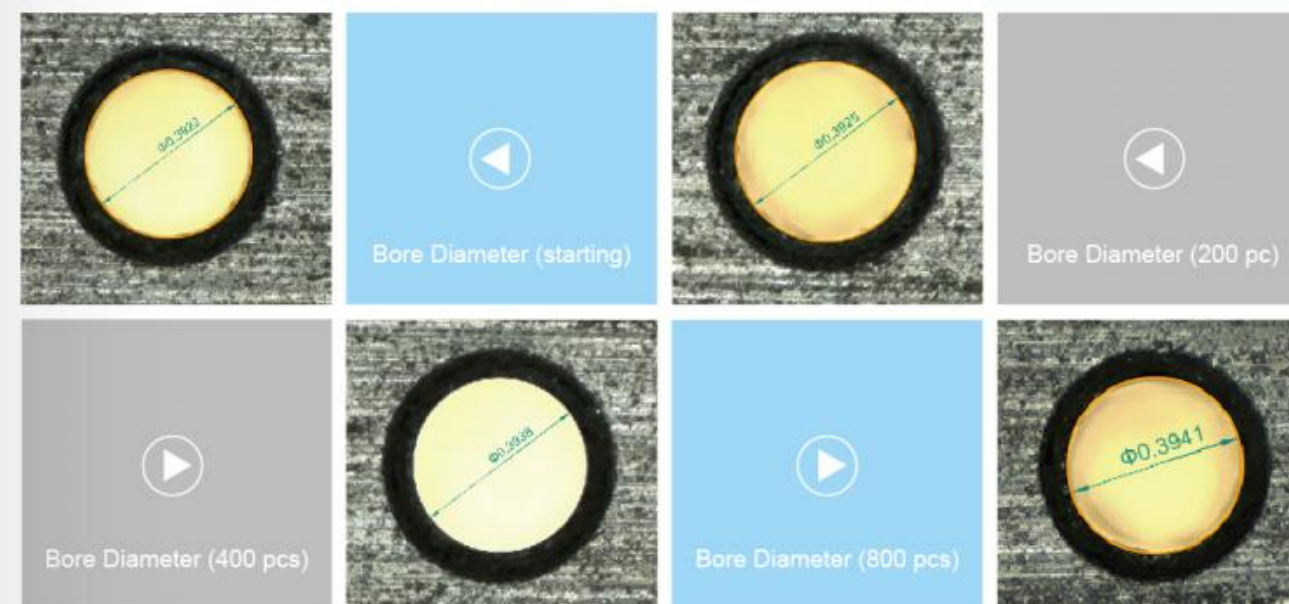 Φ0.3922
Bore Diameter (starting)
Φ0.3925
Bore Diameter (200 pc)
Bore Diameter (400 pcs)
Φ0.3938
Bore Diameter (800 pcs)
Φ0.3941